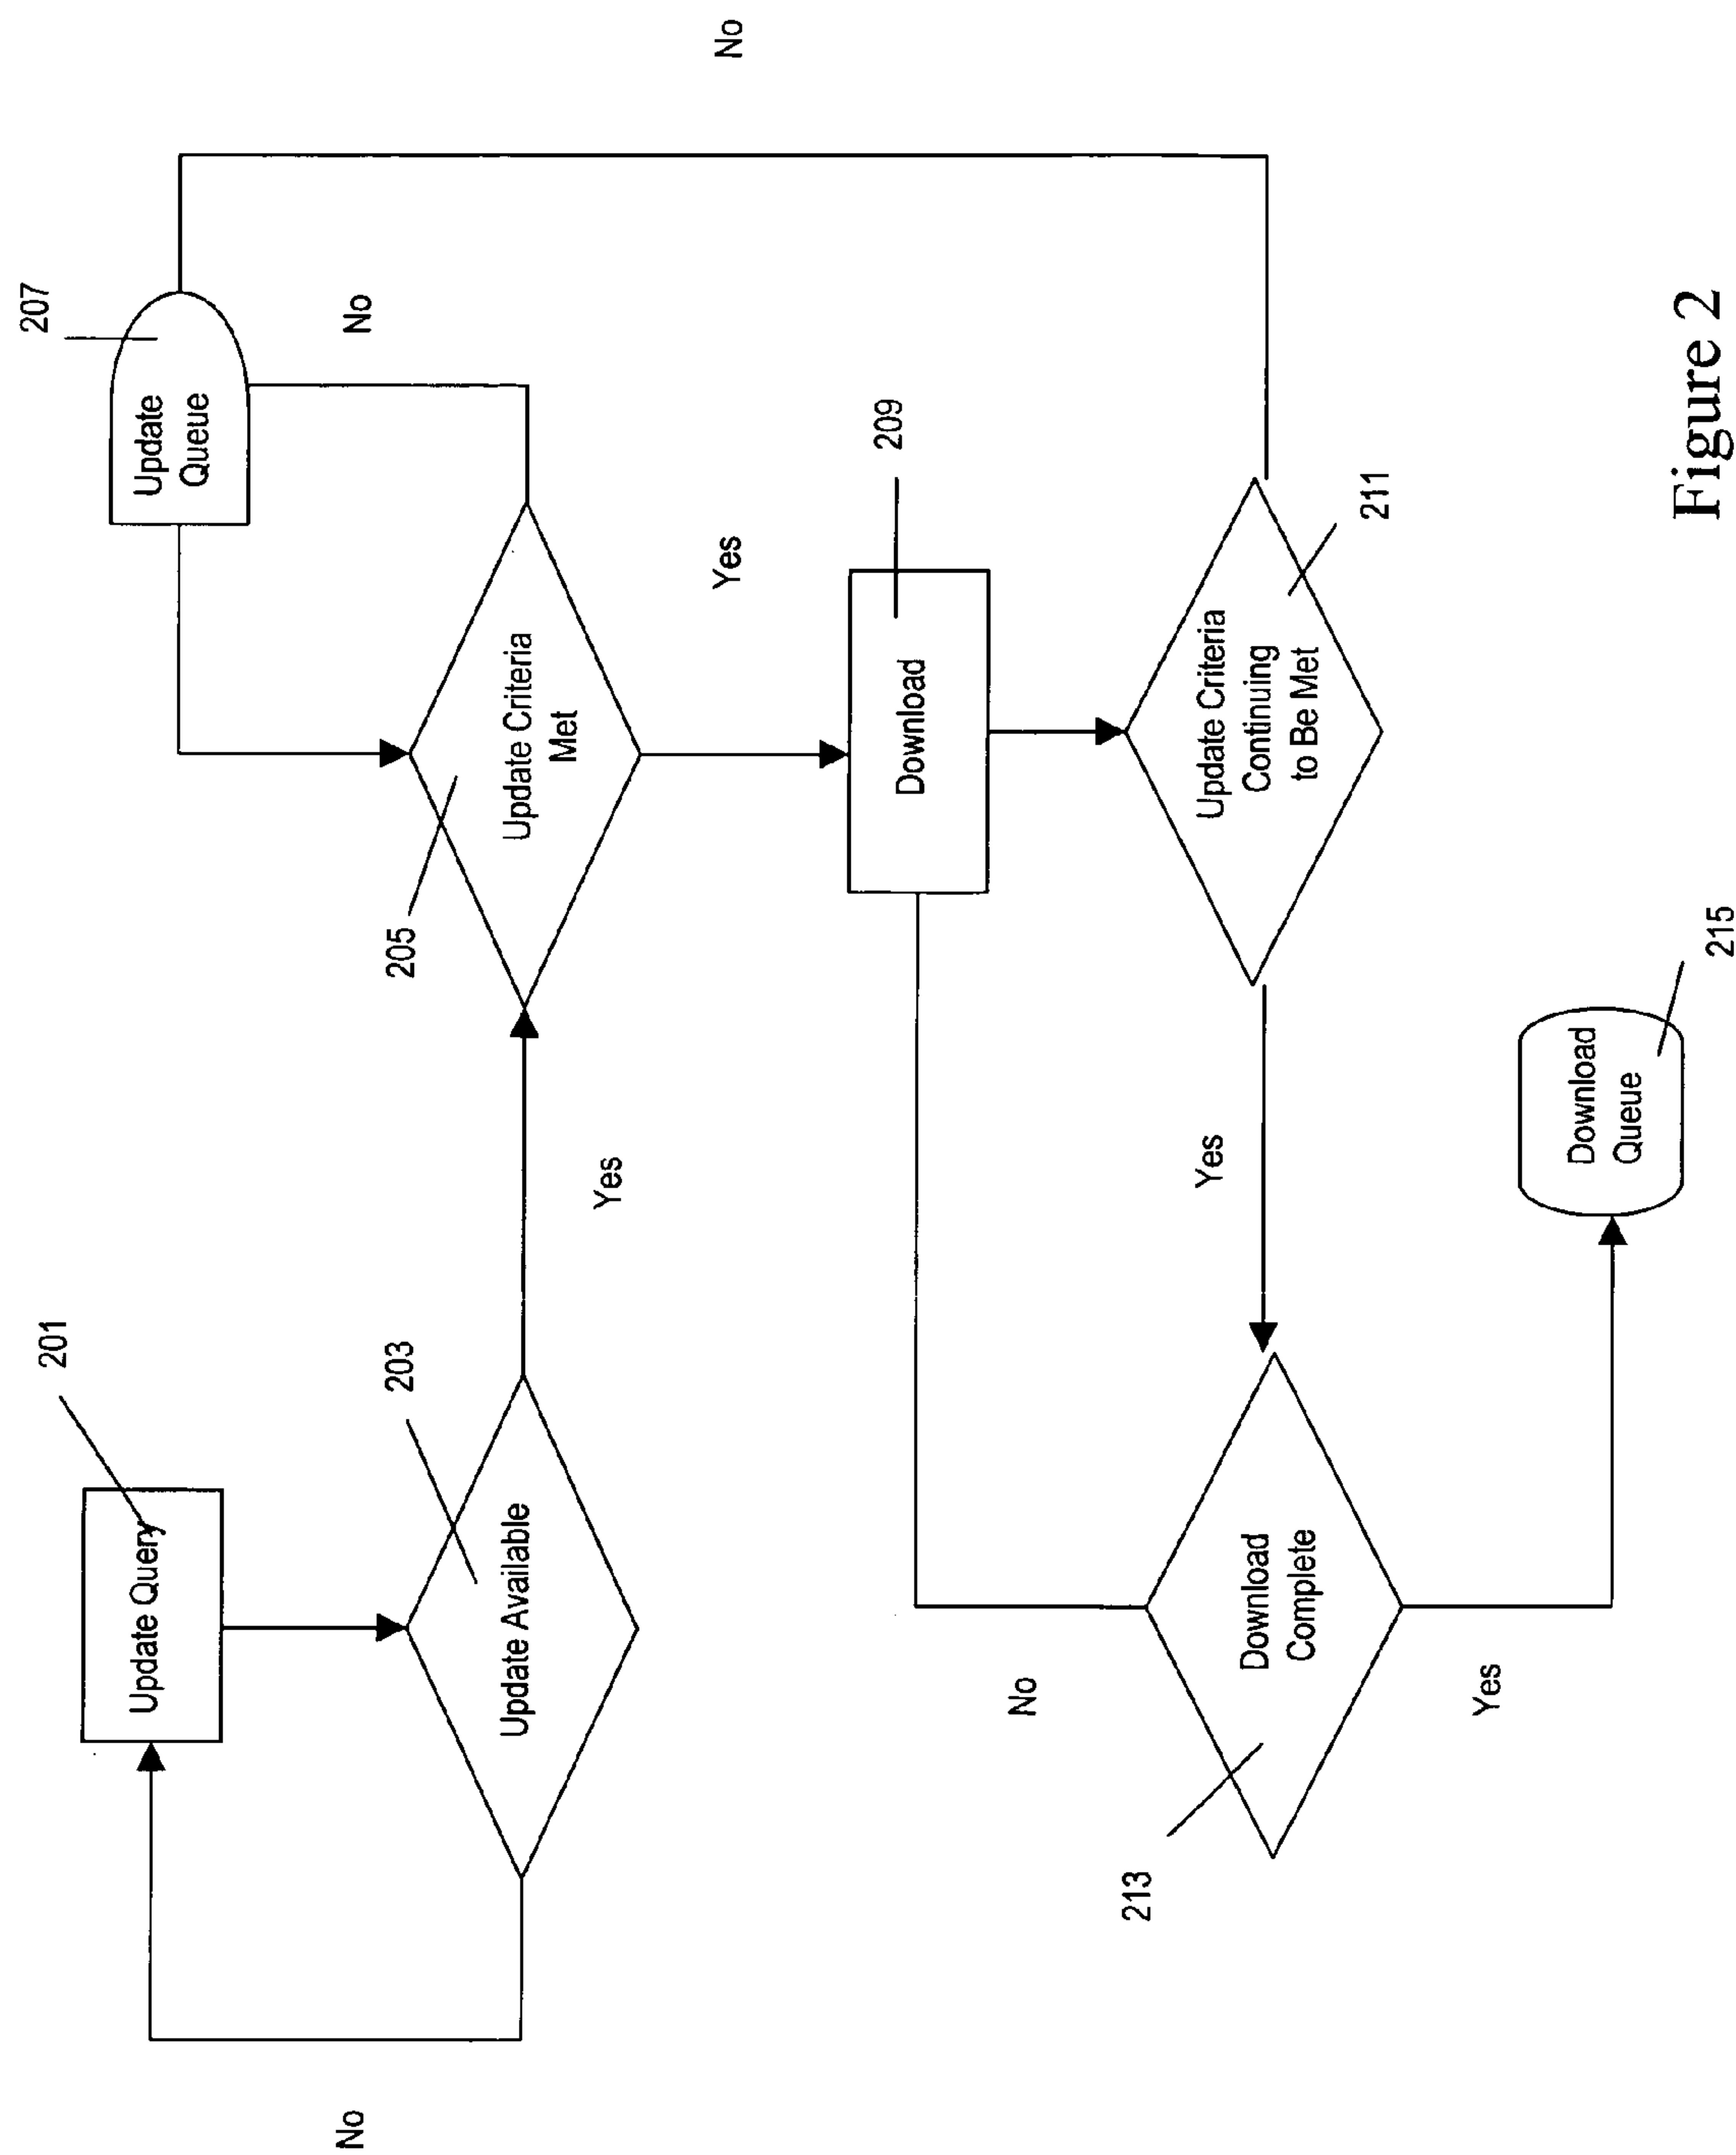 201
Update Query
No
203
Update Available
Yes
207
Update
Queue
No
205
Update Criteria
Met
Yes
No
209
Download
211
Update Criteria
Continuing
to Be Met
Yes
No
213
Download
Complete
Yes
Download
Queue
215
Figure 2